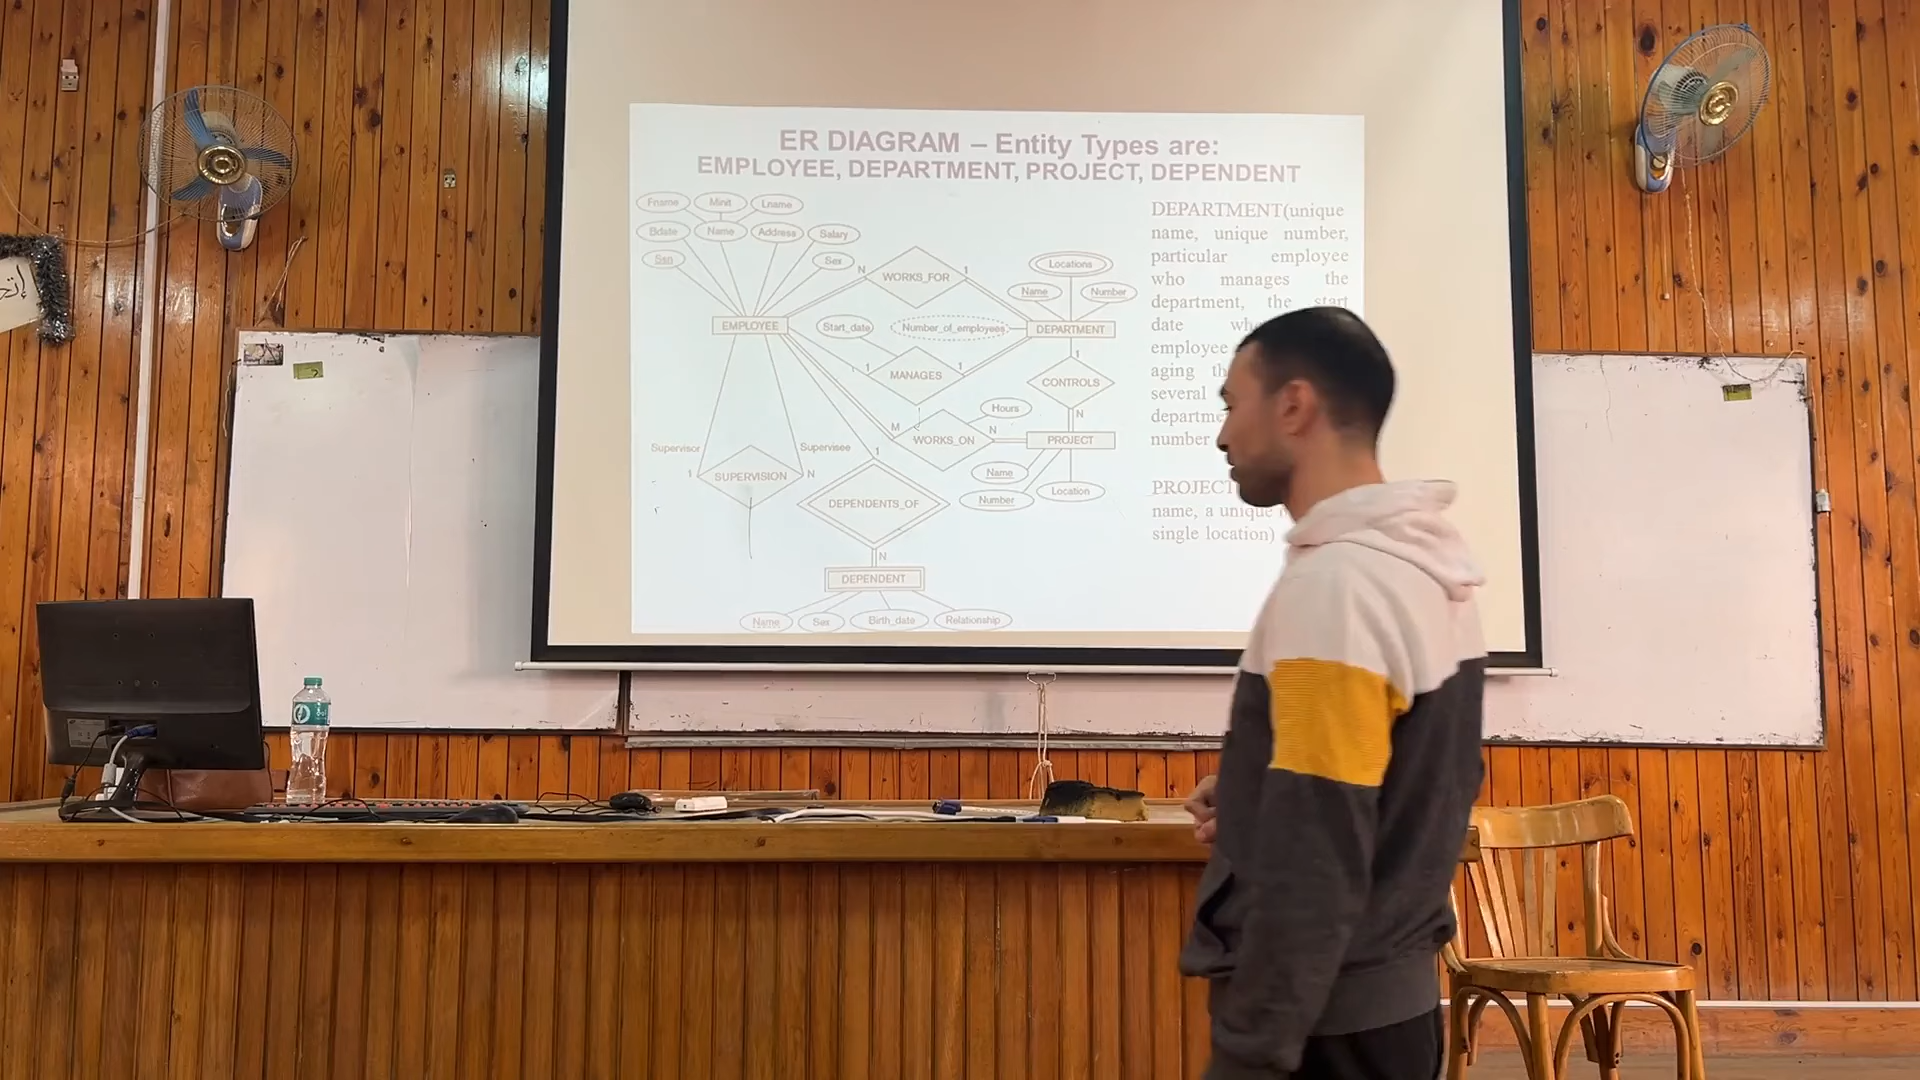 ER DIAGRAM – Entity Types are:
EMPLOYEE, DEPARTMENT, PROJECT, DEPENDENT
Fname
Minit
Lname
Bdate
Name
Address
Salary
Ssn
Sex
N
WORKS_FOR
1
Locations
Name
Number
EMPLOYEE
Start_date
Number_of_employees
DEPARTMENT
1
MANAGES
1
1
CONTROLS
N
Hours
M
WORKS_ON
N
PROJECT
Supervisor
Supervisee
1
SUPERVISION
N
1
Name
Number
Location
DEPENDENTS_OF
N
DEPENDENT
Name
Sex
Birth_date
Relationship
DEPARTMENT(unique
name, unique number,
particular employee
who manages the
department, the start
date
employee
aging
several
number
PROJECT
name, a unique
single location)